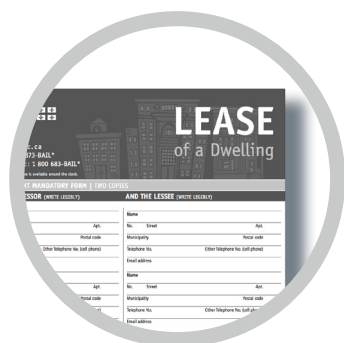 LEASE
of a Dwelling
c.ca
873-BAIL*
: 1 800 683-BAIL*
is available around the clock.
NT MANDATORY FORM | TWO COPIES
ESSOR (WRITE LEGIBLY) AND THE LESSEE (WRITE LEGIBLY)
Name
Apt. No. Street Apt.
Postal code Municipality Postal code
Other Telephone No. (cell phone) Telephone No. Other Telephone No. (cell phone)
Email address
Name
Apt. No. Street Apt.
Postal code Municipality Postal code
Telephone No. Other Telephone No. (cell
Email address